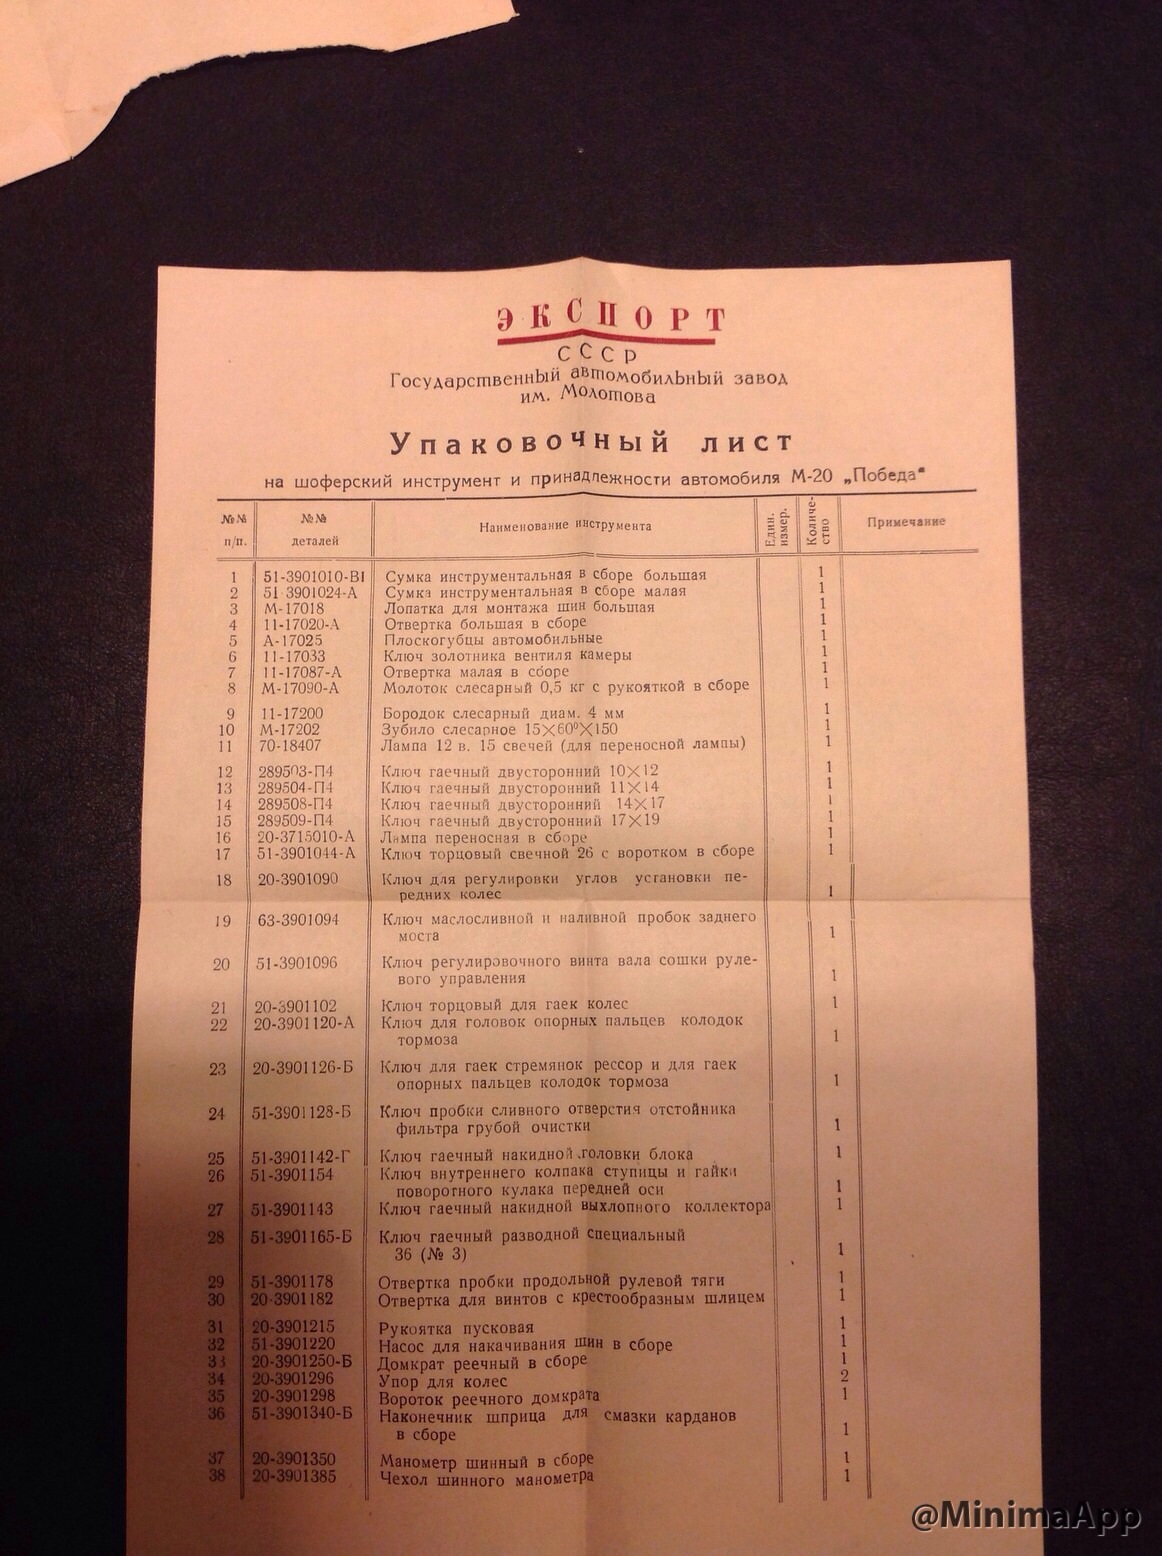 ЭКСПОРТ
СССР
Государственный автомобильный завод
им. Молотова
Упаковочный лист
на шоферский инструмент и принадлежности автомобиля М-20 „Победа“
№№ п/п. №№ деталей Наименование инструмента Един. измер. Количе- ство Примечание
1 51-3901010-В1 Сумка инструментальная в сборе большая 1
2 51 3901024-А Сумка инструментальная в сборе малая 1
3 М-17018 Лопатка для монтажа шин большая 1
4 11-17020-А Отвертка большая в сборе 1
5 А-17025 Плоскогубцы автомобильные 1
6 11-17033 Ключ золотника вентиля камеры 1
7 11-17087-А Отвертка малая в сборе 1
8 М-17090-А Молоток слесарный 0,5 кг с рукояткой в сборе 1
9 11-17200 Бородок слесарный диам. 4 мм 1
10 М-17202 Зубило слесарное 15×60°×150 1
11 70-18407 Лампа 12 в. 15 свечей (для переносной лампы) 1
12 289503-П4 Ключ гаечный двусторонний 10×12 1
13 289504-П4 Ключ гаечный двусторонний 11×14 1
14 289508-П4 Ключ гаечный двусторонний 14×17 1
15 289509-П4 Ключ гаечный двусторонний 17×19 1
16 20-3715010-А Лампа переносная в сборе 1
17 51-3901044-А Ключ торцовый свечной 26 с воротком в сборе 1
18 20-3901090 Ключ для регулировки углов установки пе-
редних колес 1
19 63-3901094 Ключ маслосливной и наливной пробок заднего
моста 1
20 51-3901096 Ключ регулировочного винта вала сошки руле-
вого управления 1
21 20-3901102 Ключ торцовый для гаек колес 1
22 20-3901120-А Ключ для головок опорных пальцев колодок
тормоза 1
23 20-3901126-Б Ключ для гаек стремянок рессор и для гаек
опорных пальцев колодок тормоза 1
24 51-3901128-Б Ключ пробки сливного отверстия отстойника
фильтра грубой очистки 1
25 51-3901142-Г Ключ гаечный накидной головки блока 1
26 51-3901154 Ключ внутреннего колпака ступицы и гайки
поворотного кулака передней оси 1
27 51-3901143 Ключ гаечный накидной выхлопного коллектора 1
28 51-3901165-Б Ключ гаечный разводной специальный
36 (№ 3) 1
29 51-3901178 Отвертка пробки продольной рулевой тяги 1
30 20-3901182 Отвертка для винтов с крестообразным шлицем 1
31 20-3901215 Рукоятка пусковая 1
32 51-3901220 Насос для накачивания шин в сборе 1
33 20-3901250-Б Домкрат реечный в сборе 1
34 20-3901296 Упор для колес 2
35 20-3901298 Вороток реечного домкрата 1
36 51-3901340-Б Наконечник шприца для смазки карданов
в сборе 1
37 20-3901350 Манометр шинный в сборе 1
38 20-3901385 Чехол шинного манометра 1
@MinimaApp